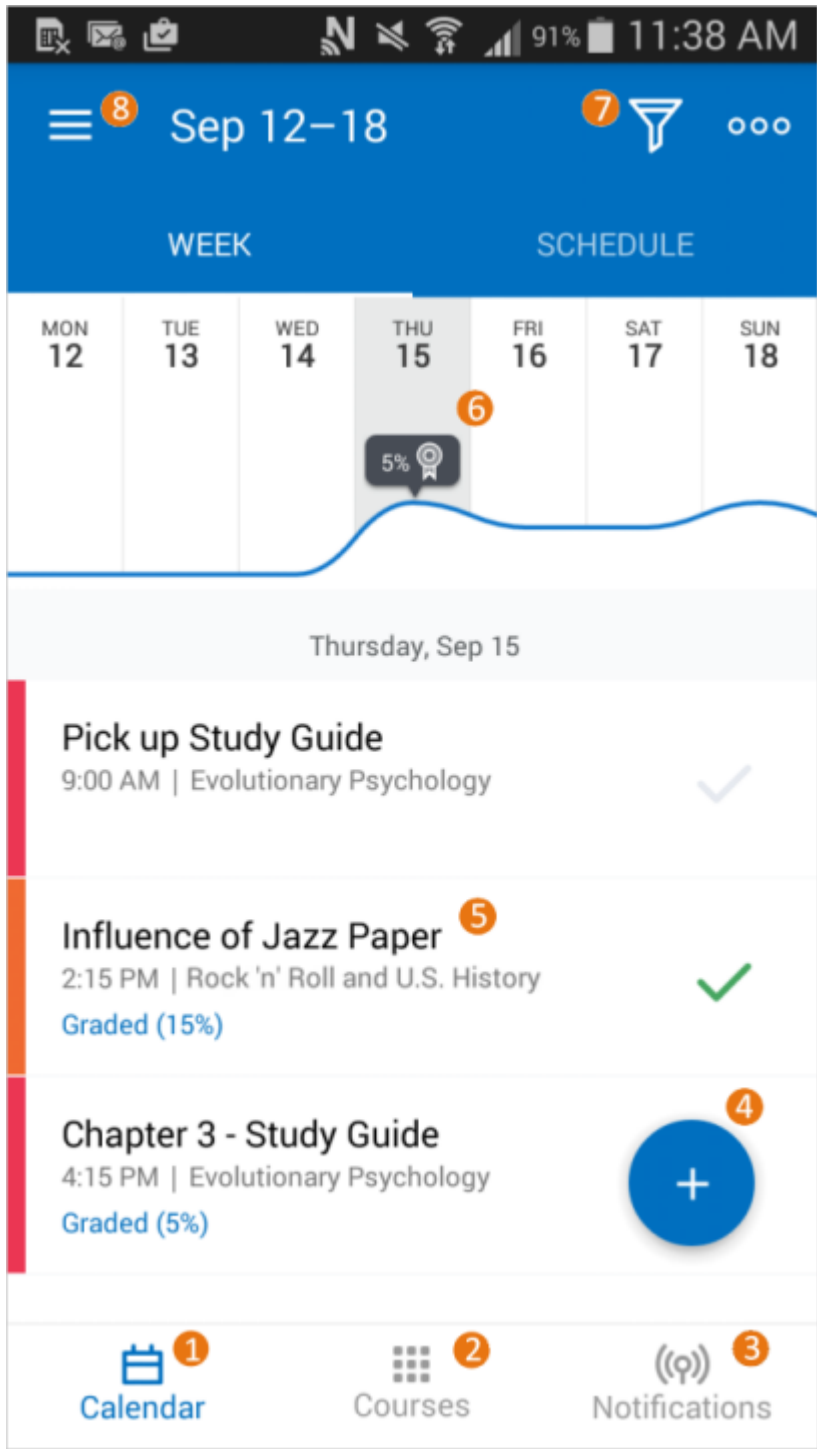 91% 11:38 AM
8 Sep 12–18 7
WEEK SCHEDULE
MON TUE WED THU FRI SAT SUN
12 13 14 15 16 17 18
6
5%
Thursday, Sep 15
Pick up Study Guide
9:00 AM | Evolutionary Psychology
Influence of Jazz Paper 5
2:15 PM | Rock 'n' Roll and U.S. History
Graded (15%)
4
Chapter 3 - Study Guide
4:15 PM | Evolutionary Psychology
+
Graded (5%)
1 2 3
Calendar Courses Notifications